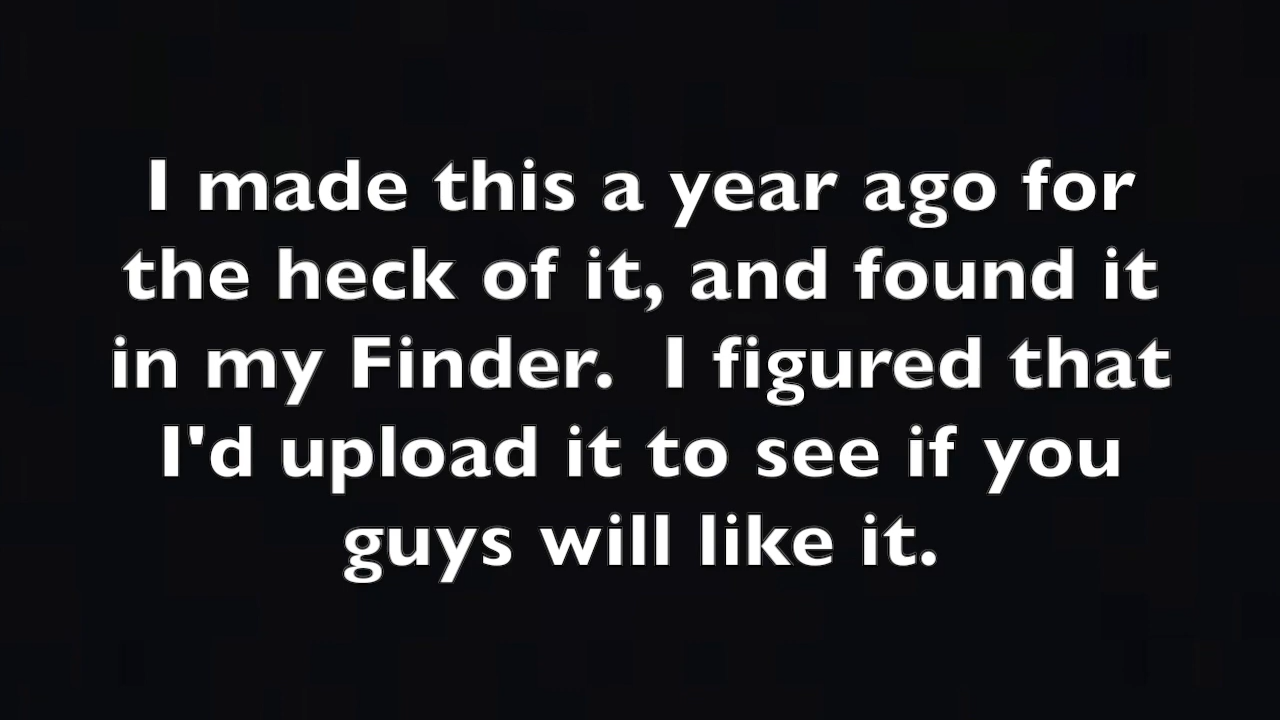 I made this a year ago for
the heck of it, and found it
in my Finder.  I figured that
I'd upload it to see if you
guys will like it.